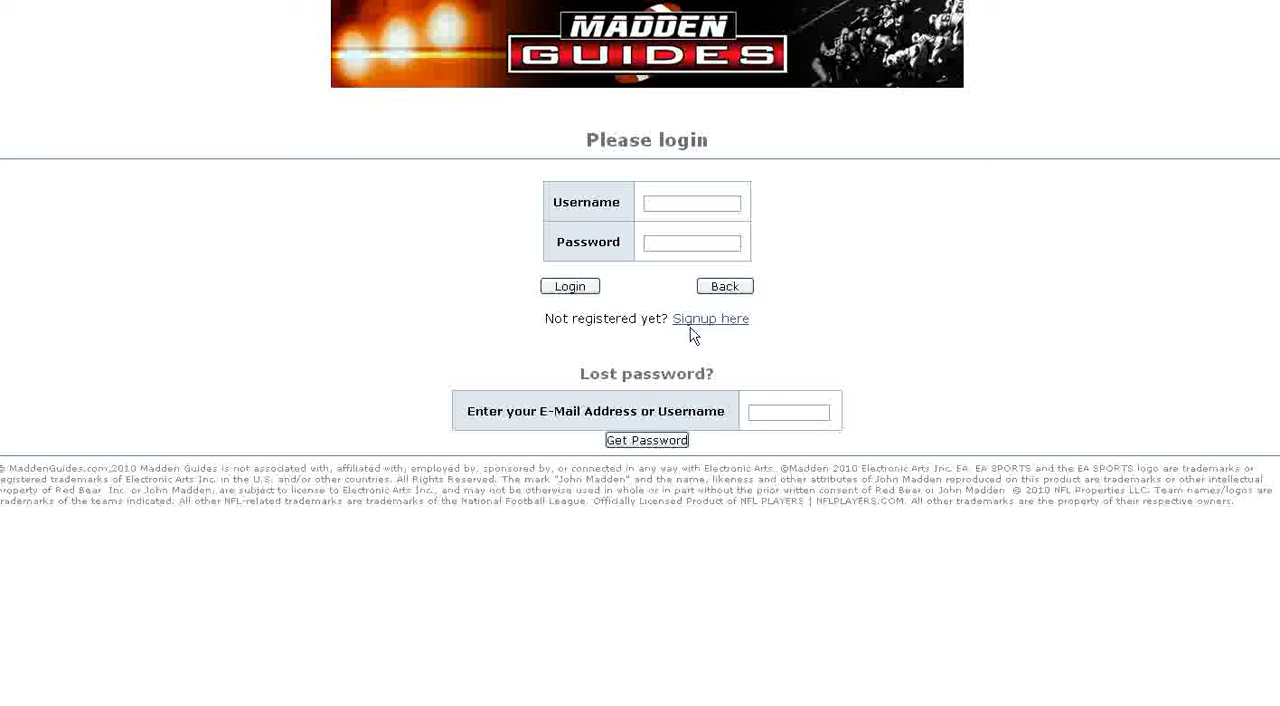 MADDEN
GUIDES
Please login
Username
Password
Login Back
Not registered yet? Signup here
Lost password?
Enter your E-Mail Address or Username
Get Password
© MaddenGuides.com,2010 Madden Guides is not associated with, affiliated with, employed by, sponsored by, or connected in any way with Electronic Arts. ©Madden 2010 Electronic Arts Inc. EA, EA SPORTS and the EA SPORTS logo are trademarks or
registered trademarks of Electronic Arts Inc. in the U.S. and/or other countries. All Rights Reserved. The mark "John Madden" and the name, likeness and other attributes of John Madden reproduced on this product are trademarks or other intellectual
property of Red Bear, Inc. or John Madden, are subject to license to Electronic Arts Inc., and may not be otherwise used in whole or in part without the prior written consent of Red Bear or John Madden. © 2010 NFL Properties LLC. Team names/logos are
trademarks of the teams indicated. All other NFL-related trademarks are trademarks of the National Football League. Officially Licensed Product of NFL PLAYERS | NFLPLAYERS.COM. All other trademarks are the property of their respective owners.